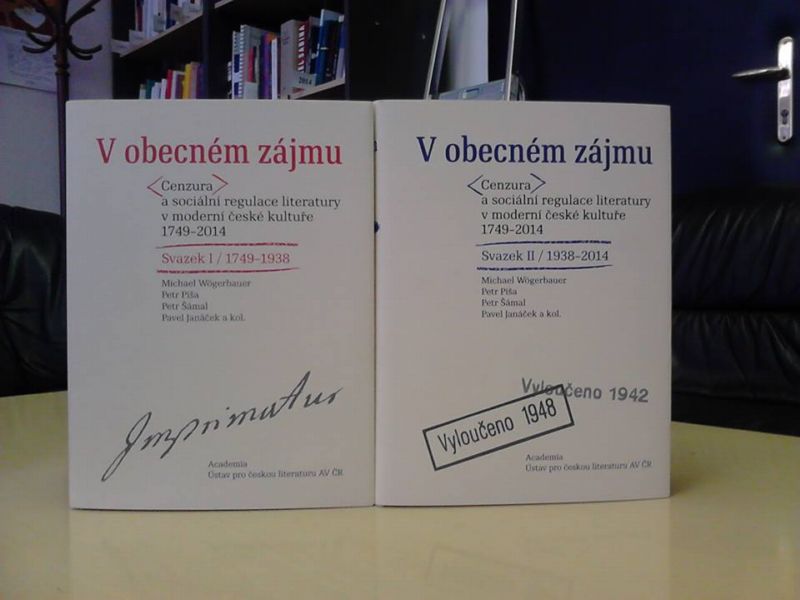 V obecném zájmu
<Cenzura>
a sociální regulace literatury
v moderní české kultuře
1749–2014
Svazek I / 1749–1938
Michael Wögerbauer
Petr Píša
Petr Šámal
Pavel Janáček a kol.
Imprimatur
Academia
Ústav pro českou literaturu AV ČR
V obecném zájmu
<Cenzura>
a sociální regulace literatury
v moderní české kultuře
1749–2014
Svazek II / 1938–2014
Michael Wögerbauer
Petr Píša
Petr Šámal
Pavel Janáček a kol.
Vyloučeno 1942
Vyloučeno 1948
Academia
Ústav pro českou literaturu AV ČR